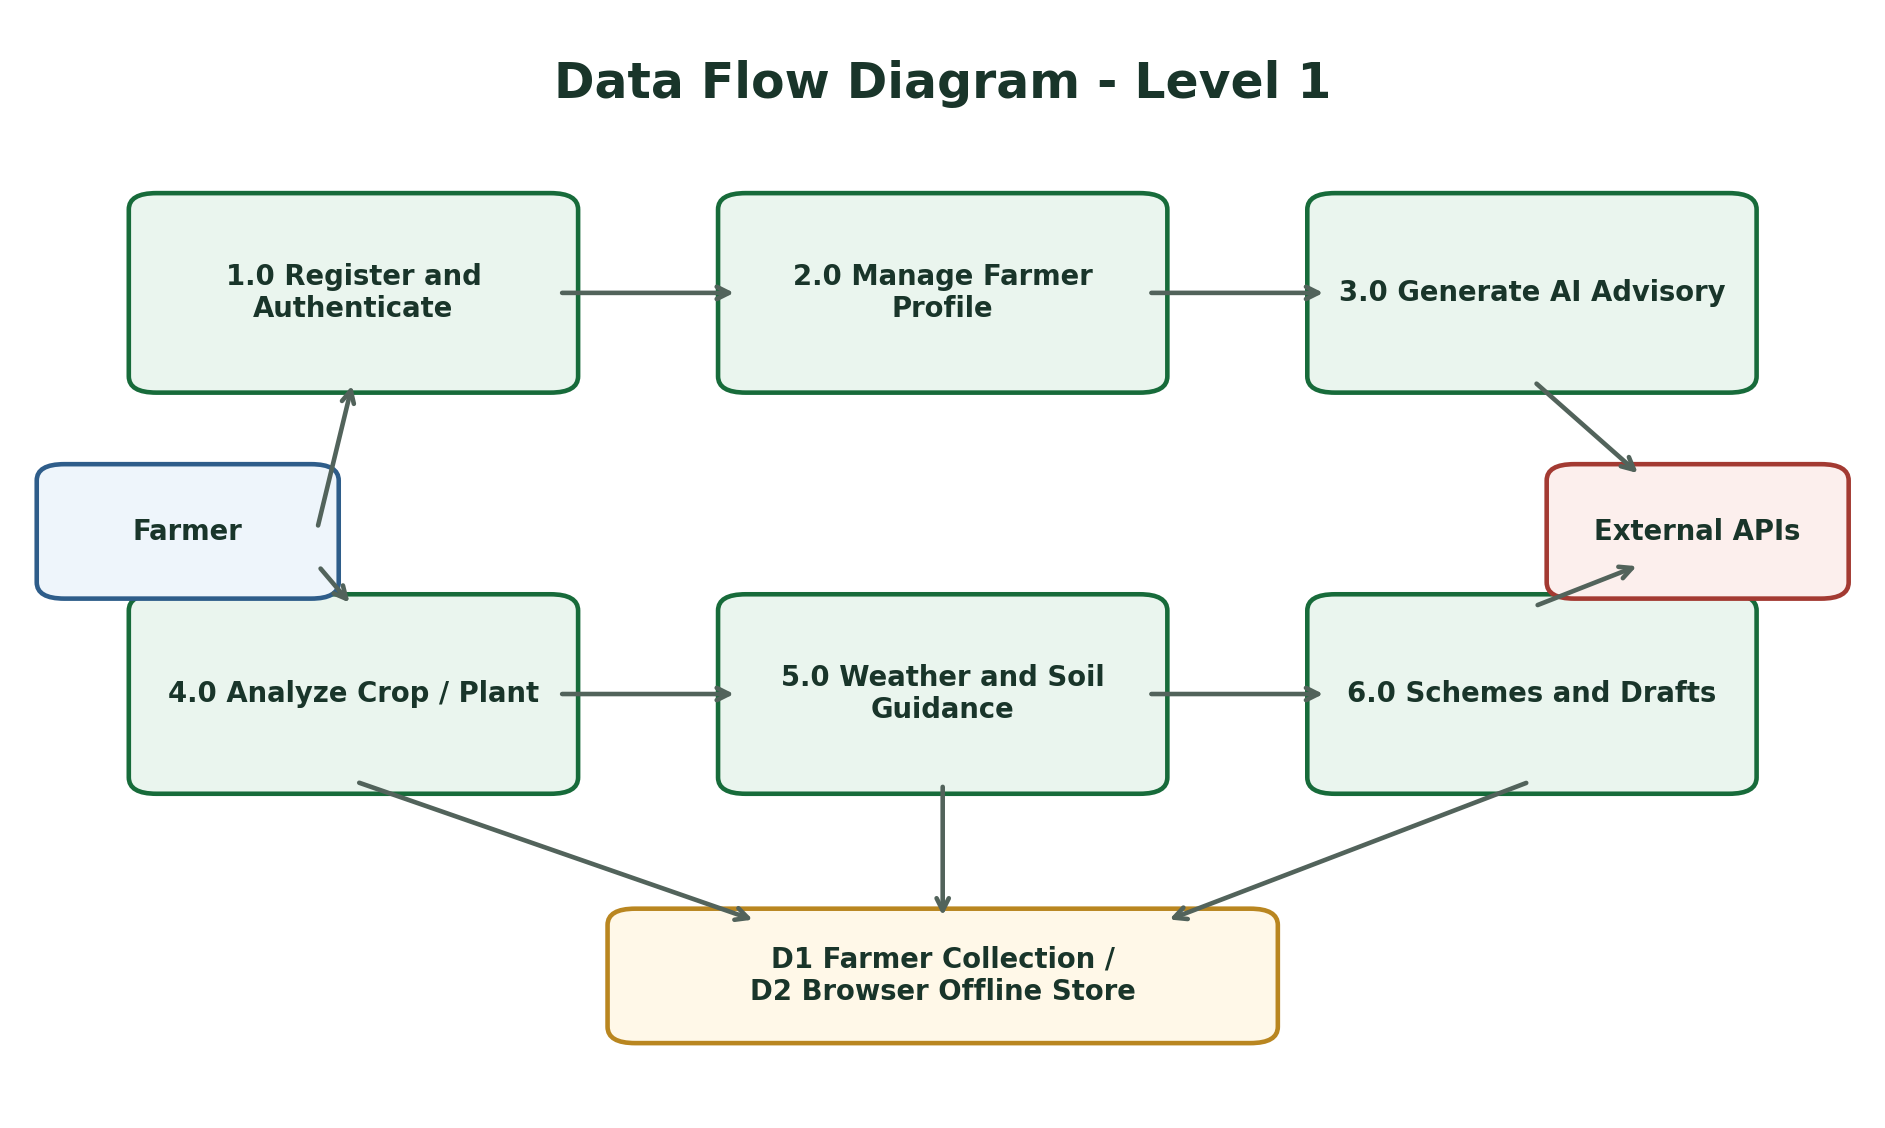 Data Flow Diagram - Level 1
1.0 Register and
Authenticate
2.0 Manage Farmer
Profile
3.0 Generate AI Advisory
Farmer
External APIs
4.0 Analyze Crop / Plant
5.0 Weather and Soil
Guidance
6.0 Schemes and Drafts
D1 Farmer Collection /
D2 Browser Offline Store